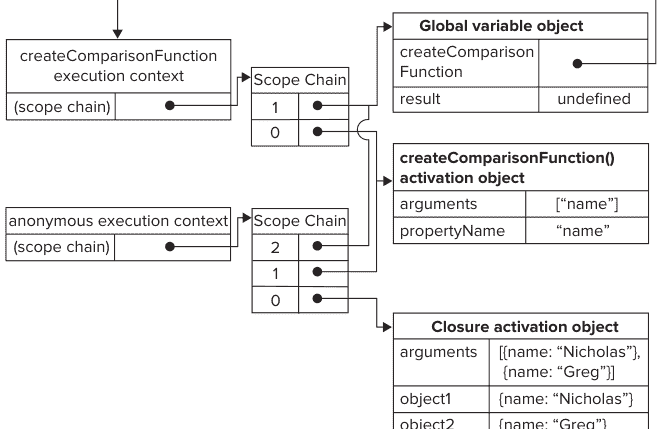 createComparisonFunction
execution context
(scope chain)
Scope Chain
1
0
Global variable object
createComparison
Function
result
undefined
createComparisonFunction()
activation object
arguments
[“name”]
propertyName
“name”
anonymous execution context
(scope chain)
Scope Chain
2
1
0
Closure activation object
arguments
[{name: “Nicholas”},
{name: “Greg”}]
object1
{name: “Nicholas”}
object2
{name: “Greg”}